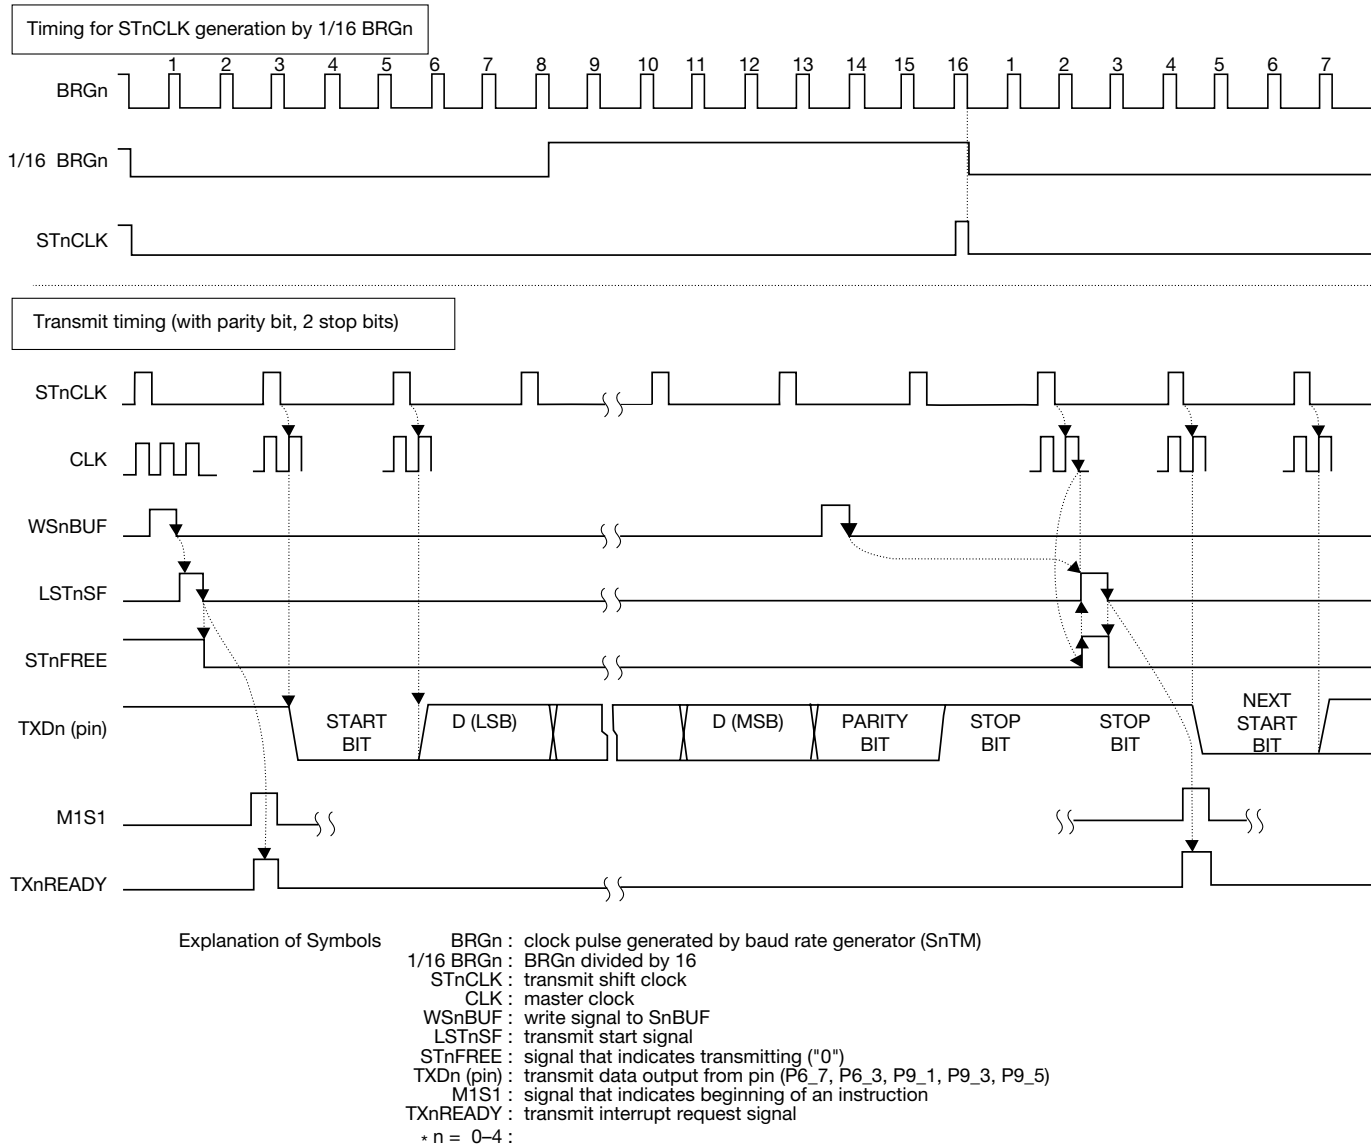 Timing for STnCLK generation by 1/16 BRGn
1 2 3 4 5 6 7 8 9 10 11 12 13 14 15 16 1 2 3 4 5 6 7
BRGn
1/16 BRGn
STnCLK
Transmit timing (with parity bit, 2 stop bits)
STnCLK
CLK
WSnBUF
LSTnSF
STnFREE
TXDn (pin)
START BIT
D (LSB)
D (MSB)
PARITY BIT
STOP BIT
STOP BIT
NEXT START BIT
M1S1
TXnREADY
Explanation of Symbols
BRGn : clock pulse generated by baud rate generator (SnTM)
1/16 BRGn : BRGn divided by 16
STnCLK : transmit shift clock
CLK : master clock
WSnBUF : write signal to SnBUF
LSTnSF : transmit start signal
STnFREE : signal that indicates transmitting ("0")
TXDn (pin) : transmit data output from pin (P6_7, P6_3, P9_1, P9_3, P9_5)
M1S1 : signal that indicates beginning of an instruction
TXnREADY : transmit interrupt request signal
* n = 0–4 :